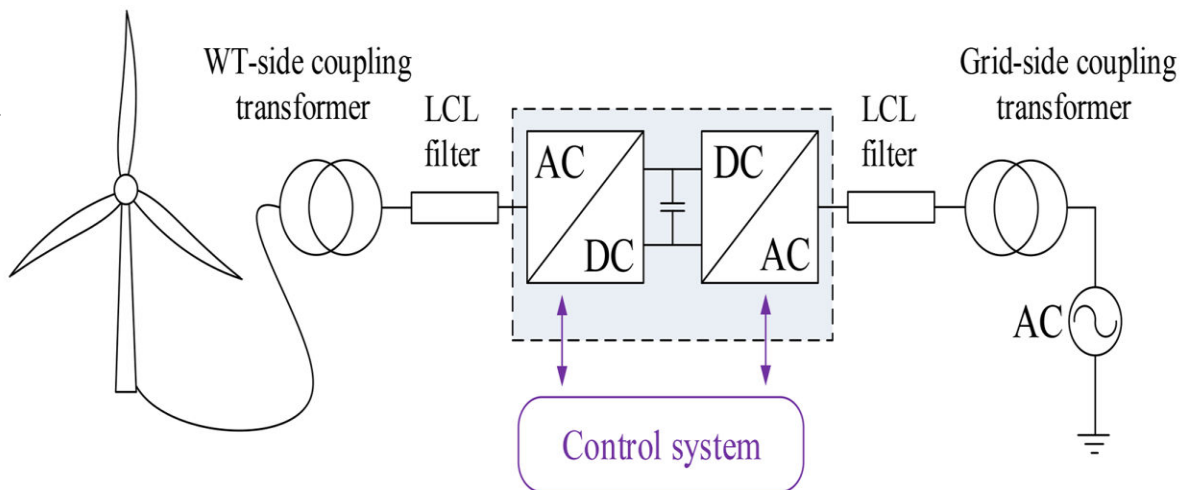 WT-side coupling
transformer
LCL
filter
AC
DC
DC
AC
LCL
filter
Grid-side coupling
transformer
AC
Control system